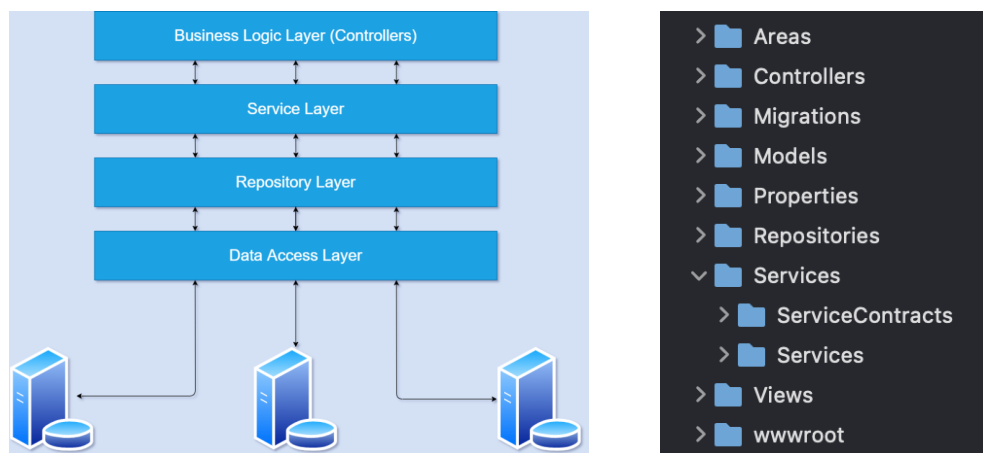 Business Logic Layer (Controllers)
Service Layer
Repository Layer
Data Access Layer
Areas
Controllers
Migrations
Models
Properties
Repositories
Services
ServiceContracts
Services
Views
wwwroot